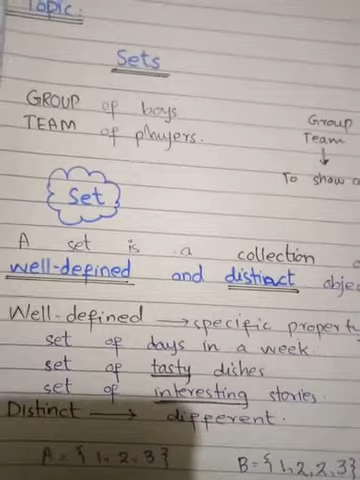 Topic:
Sets
GROUP of boys
TEAM of players.
Group
Team
To show a
Set
A set is a collection
well-defined and distinct obje
Well-defined → specific propert
set of days in a week.
set of tasty dishes
set of interesting stories.
Distinct → different.
A = {1, 2, 3}
B = {1, 2, 2, 3}